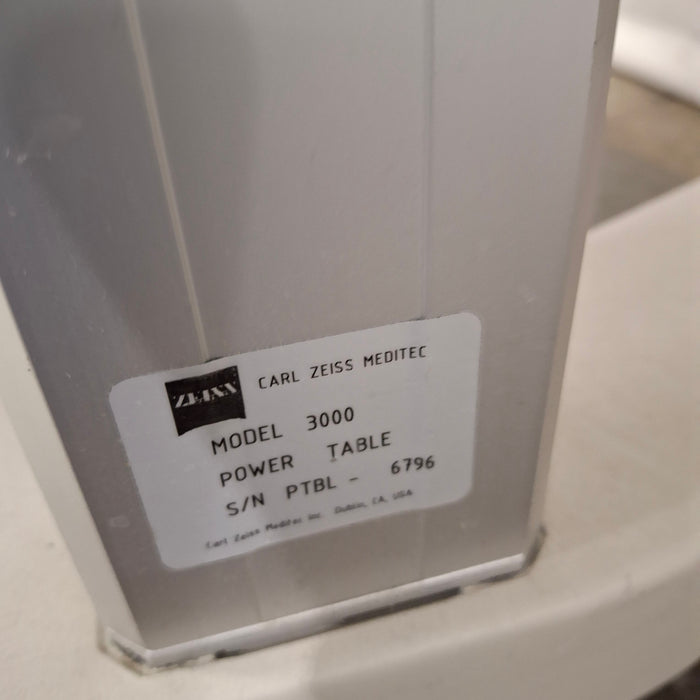 ZEISS CARL ZEISS MEDITEC
MODEL 3000
POWER TABLE
S/N PTBL - 6796
Carl Zeiss Meditec Inc. Dublin, CA, USA